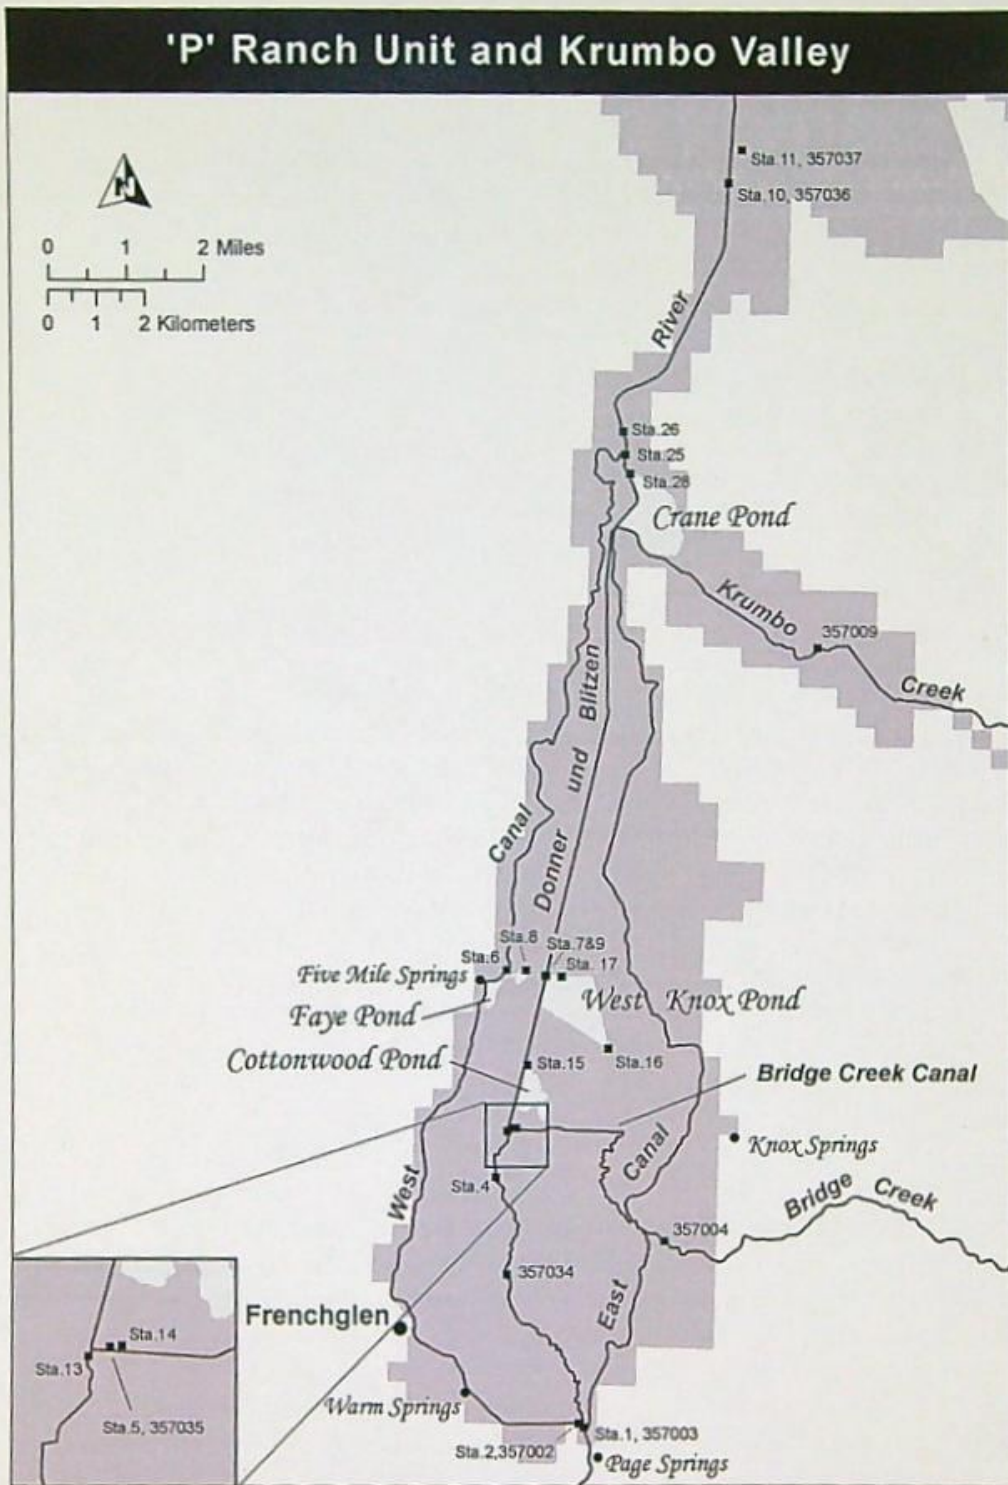 'P' Ranch Unit and Krumbo Valley
N
0 1 2 Miles
0 1 2 Kilometers
Sta.11, 357037
Sta.10, 357036
River
Sta.26
Sta.25
Sta.28
Crane Pond
Krumbo
357009
Creek
Blitzen
und
Donner
Canal
Sta.8
Sta.7&9
Sta.6
Sta. 17
Five Mile Springs
West Knox Pond
Faye Pond
Cottonwood Pond
Sta.15
Sta.16
Bridge Creek Canal
Knox Springs
Canal
West
Sta.4
Bridge Creek
357004
357034
East
Frenchglen
Sta.14
Sta.13
Sta.5, 357035
Warm Springs
Sta.1, 357003
Sta.2,357002
Page Springs